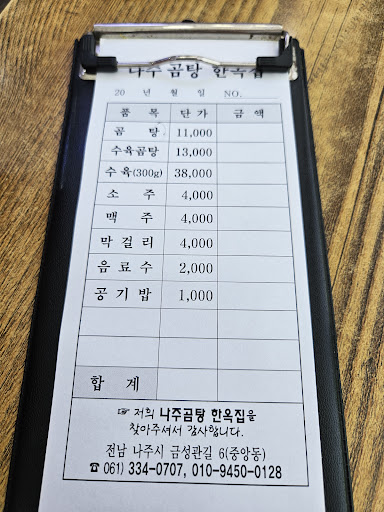 나주곰탕 한옥집
20 년 월 일 NO.
품 목 단 가 금 액
곰 탕 11,000
수육곰탕 13,000
수 육(300g) 38,000
소 주 4,000
맥 주 4,000
막 걸 리 4,000
음 료 수 2,000
공 기 밥 1,000
합 계
☞ 저희 나주곰탕 한옥집을
찾아주셔서 감사합니다.
전남 나주시 금성관길 6(중앙동)
☎ 061) 334-0707, 010-9450-0128